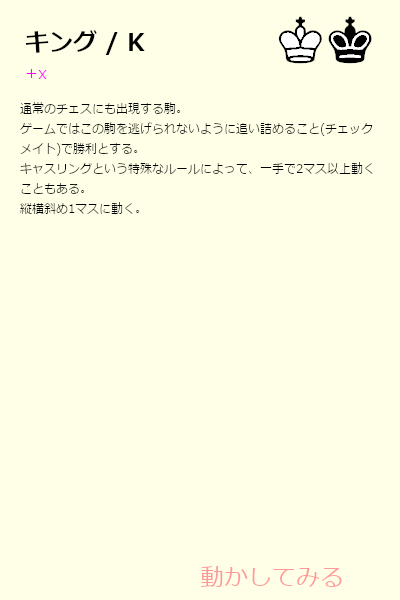 キング / K
＋x
通常のチェスにも出現する駒。
ゲームではこの駒を逃げられないように追い詰めること(チェック
メイト)で勝利とする。
キャスリングという特殊なルールによって、一手で2マス以上動く
こともある。
縦横斜め1マスに動く。
動かしてみる